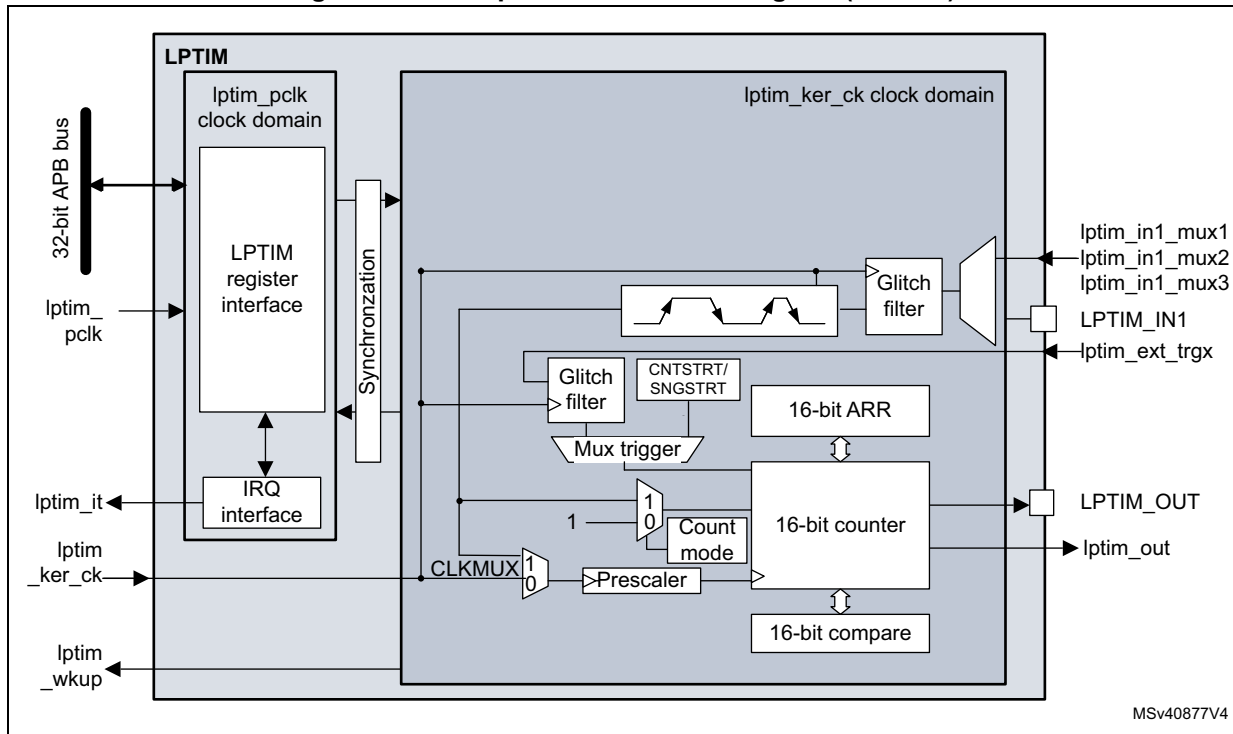 LPTIM
lptim_pclk
clock domain
lptim_ker_ck clock domain
32-bit APB bus
LPTIM
register
interface
Synchronzation
lptim_
pclk
IRQ
interface
lptim_it
lptim
_ker_ck
lptim
_wkup
lptim_in1_mux1
lptim_in1_mux2
lptim_in1_mux3
LPTIM_IN1
lptim_ext_trgx
Glitch
filter
Glitch
filter
CNTSTRT/
SNGSTRT
Mux trigger
16-bit ARR
1
0
1
Count
mode
16-bit counter
LPTIM_OUT
lptim_out
CLKMUX
1
0
Prescaler
16-bit compare
MSv40877V4